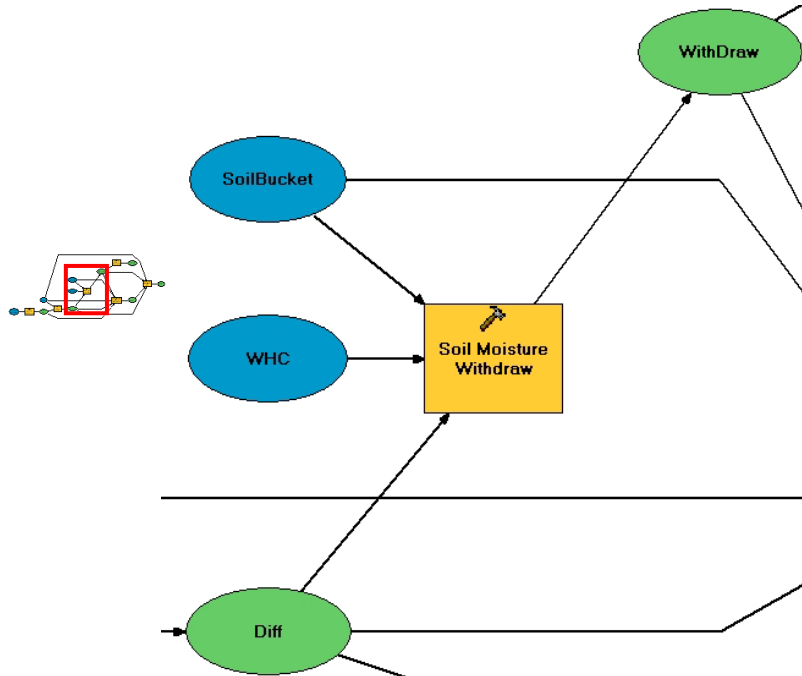 WithDraw
SoilBucket
WHC
Soil Moisture
Withdraw
Diff